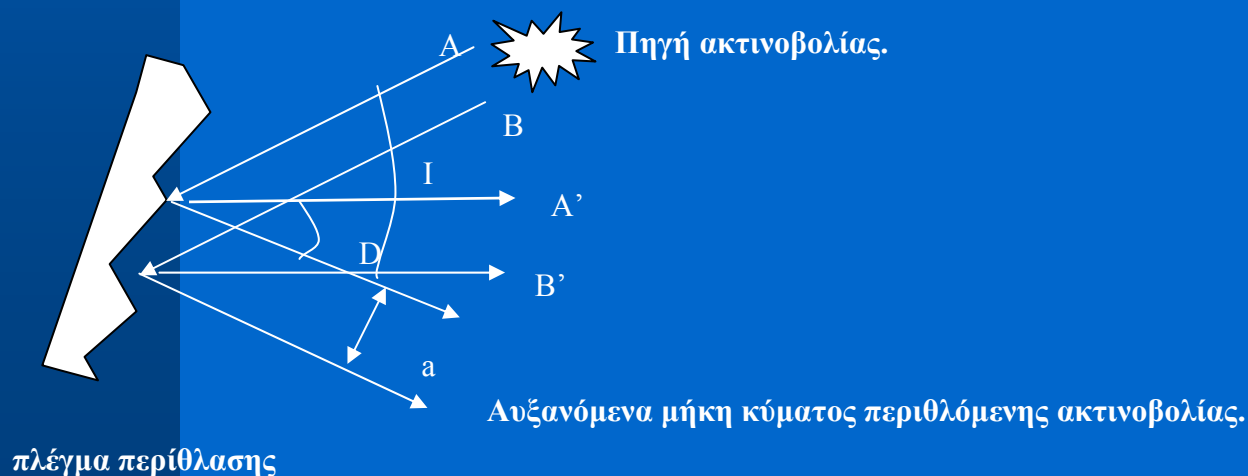 Α
Πηγή ακτινοβολίας.
Β
Ι
Α’
D
Β’
a
Αυξανόμενα μήκη κύματος περιθλόμενης ακτινοβολίας.
πλέγμα περίθλασης